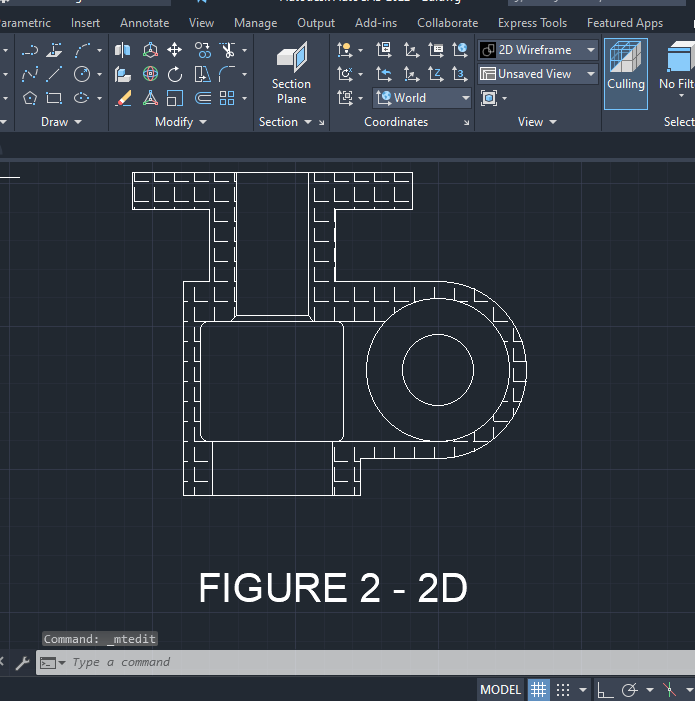 Parametric Insert Annotate View Manage Output Add-ins Collaborate Express Tools Featured Apps
2D Wireframe
Unsaved View
World
Section
Plane
Culling
No Filt
Draw Modify Section Coordinates View Select
FIGURE 2 - 2D
Command: _mtedit
Type a command
MODEL